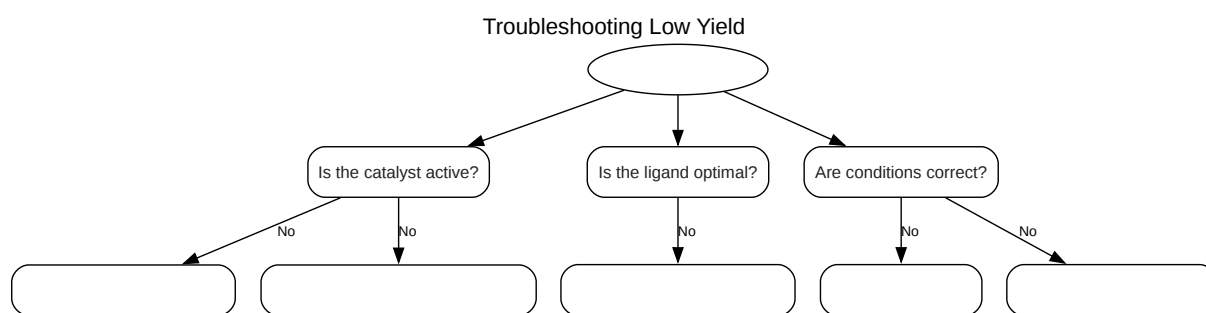 Troubleshooting Low Yield
Is the catalyst active?
Is the ligand optimal?
Are conditions correct?
No
No
No
No
No